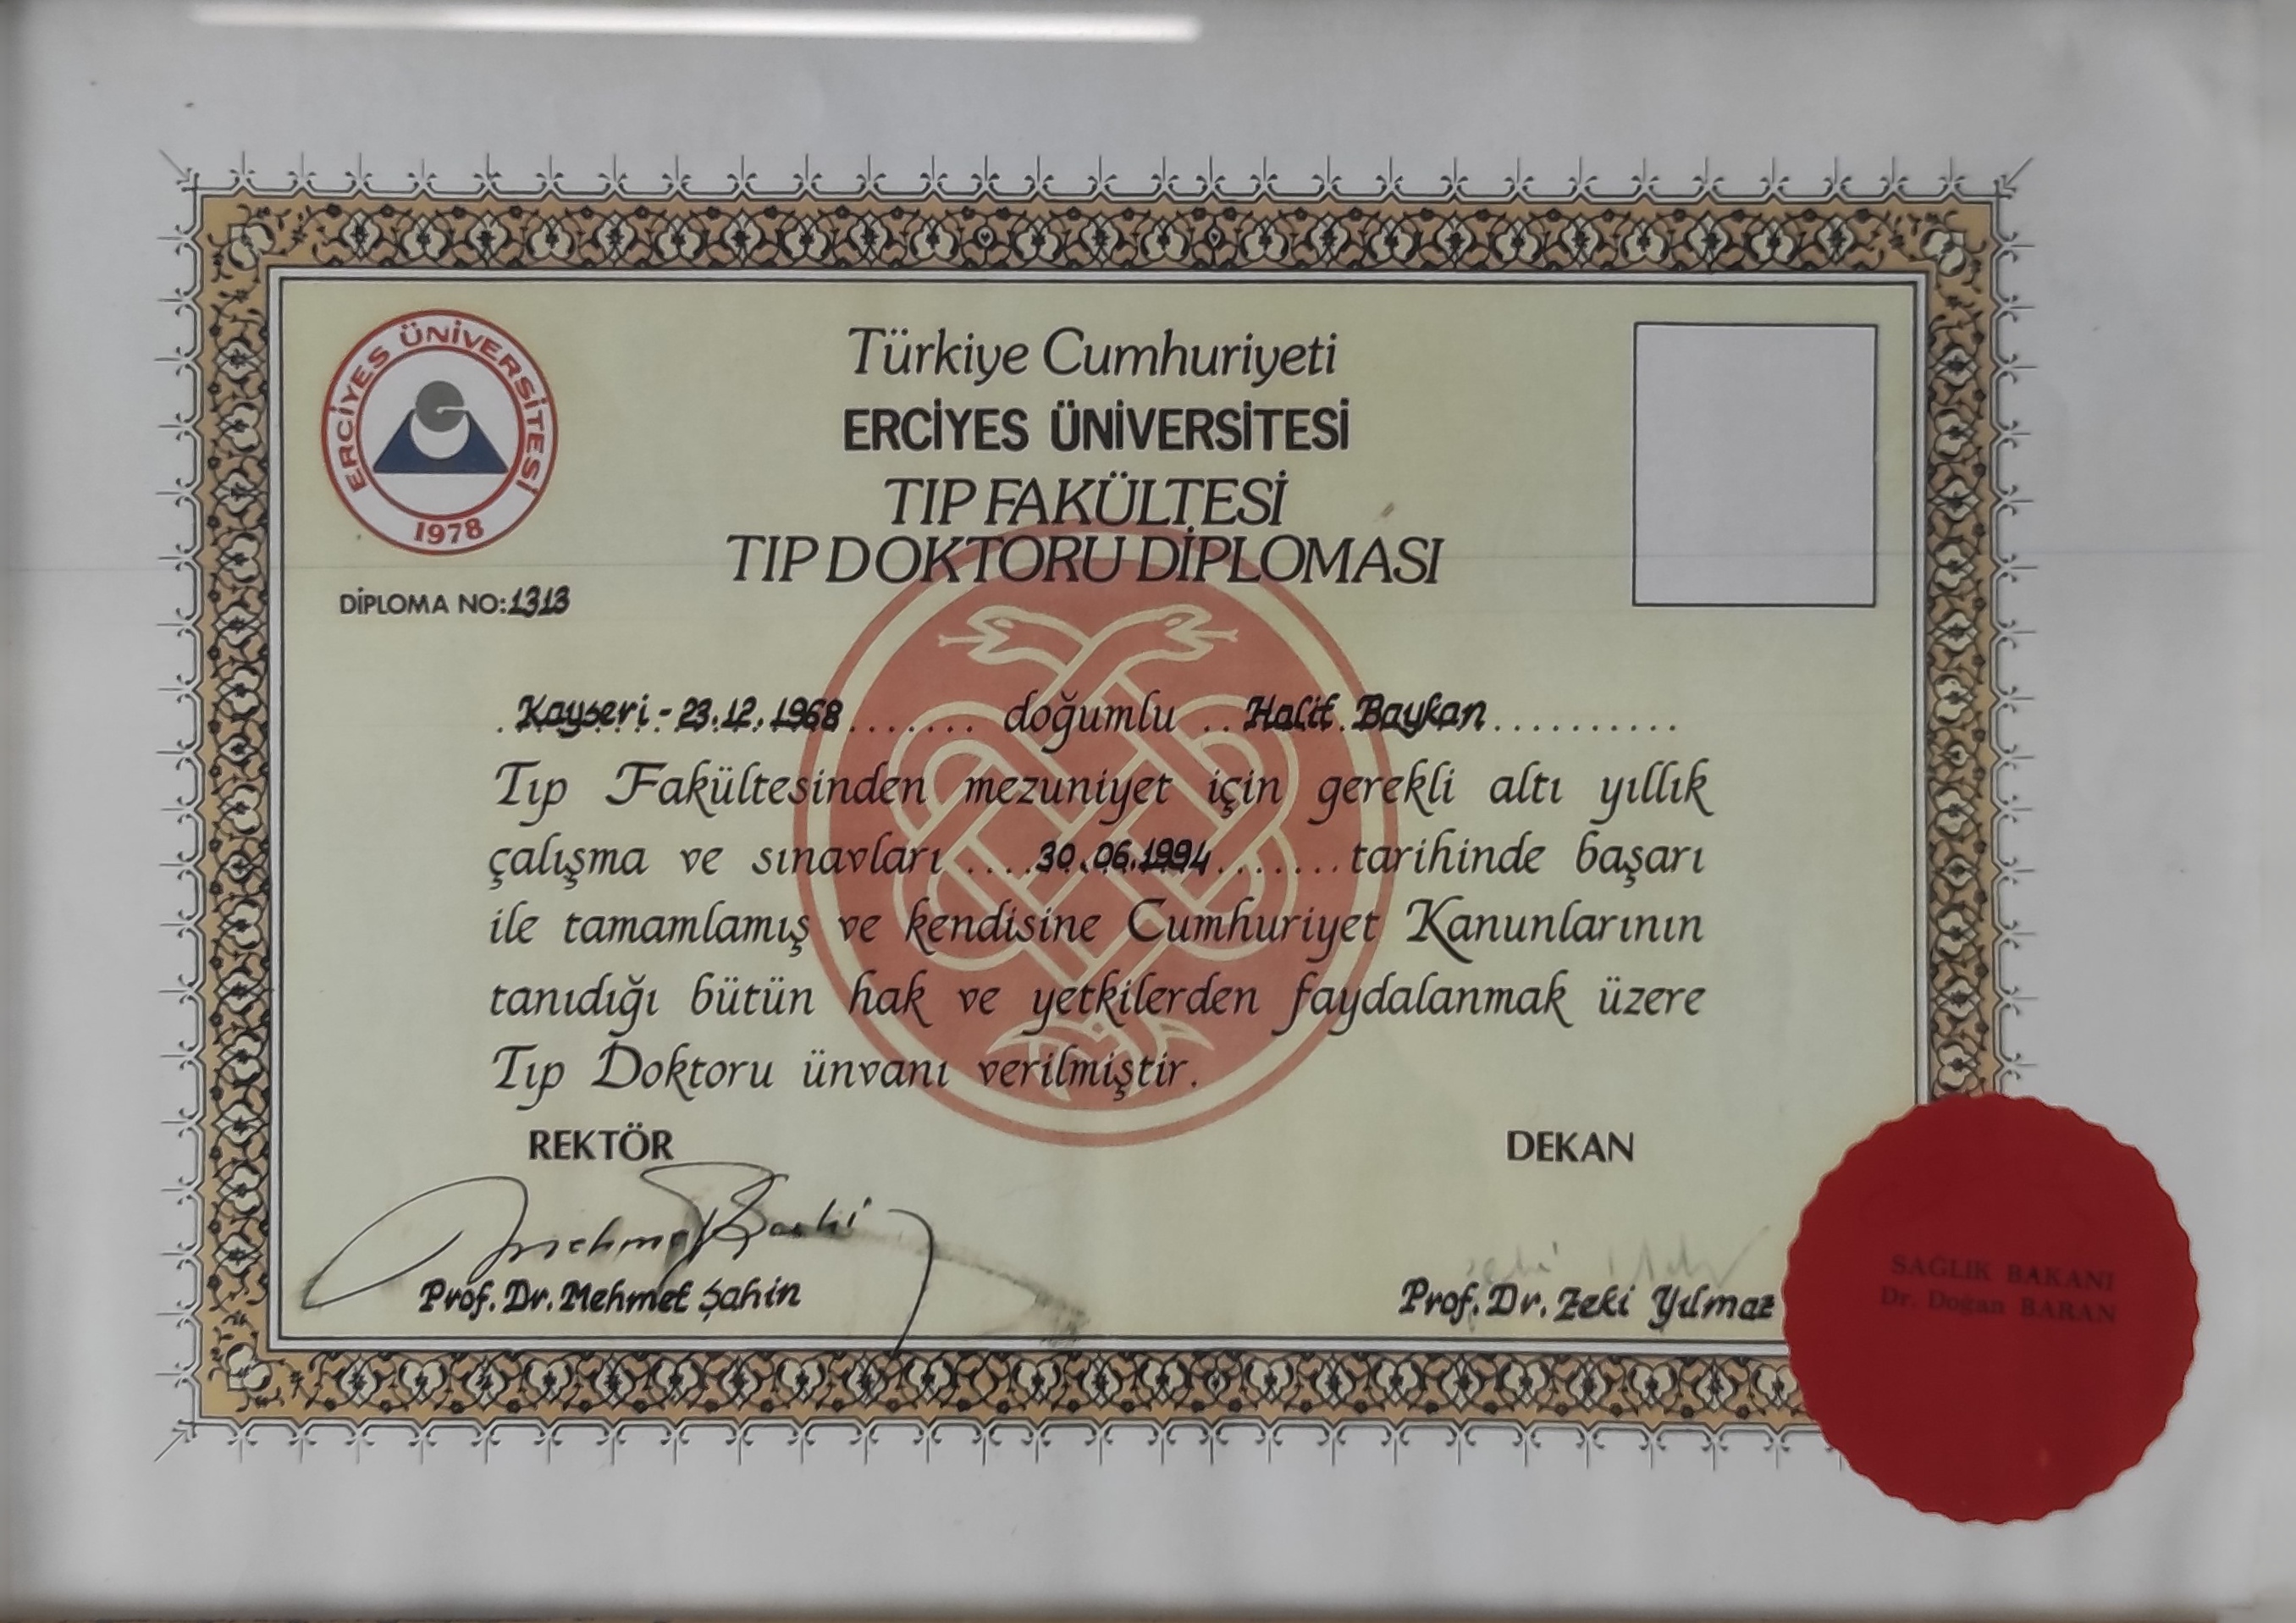 ERCİYES ÜNİVERSİTESİ
1978
Türkiye Cumhuriyeti
ERCİYES ÜNİVERSİTESİ
TIP FAKÜLTESİ
TIP DOKTORU DİPLOMASI
DİPLOMA NO:1313
Kayseri-23.12.1968 ....... doğumlu .. Halit Baykan ..........
Tıp Fakültesinden mezuniyet için gerekli altı yıllık
çalışma ve sınavları .... 30.06.1994 ....... tarihinde başarı
ile tamamlamış ve kendisine Cumhuriyet Kanunlarının
tanıdığı bütün hak ve yetkilerden faydalanmak üzere
Tıp Doktoru ünvanı verilmiştir.
REKTÖR
DEKAN
Prof. Dr. Mehmet Şahin
Prof. Dr. Zeki Yılmaz
SAĞLIK BAKANI
Dr. Doğan BARAN